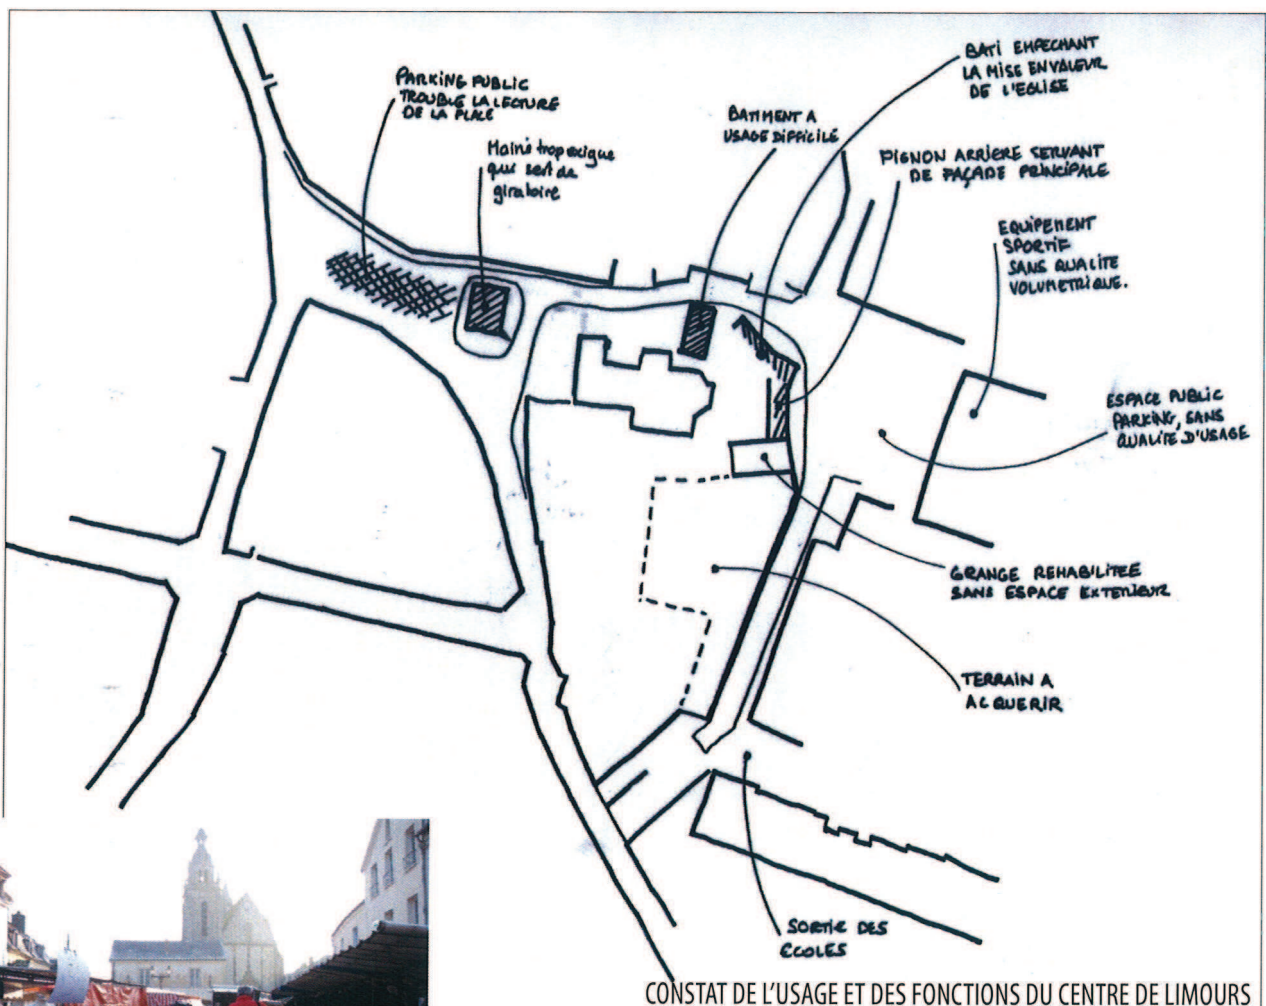 PARKING PUBLIC
TROUBLE LA LECTURE
DE LA PLACE
Mairie trop exigue
qui sert de
giratoire
BATIMENT A
USAGE DIFFICILE
BATI EMPECHANT
LA MISE EN VALEUR
DE L'EGLISE
PIGNON ARRIERE SERVANT
DE FAÇADE PRINCIPALE
EQUIPEMENT
SPORTIF
SANS QUALITE
VOLUMETRIQUE.
ESPACE PUBLIC
PARKING, SANS
QUALITE D'USAGE
GRANGE REHABILITEE
SANS ESPACE EXTERIEUR
TERRAIN A
ACQUERIR
SORTIE DES
ECOLES
CONSTAT DE L'USAGE ET DES FONCTIONS DU CENTRE DE LIMOURS